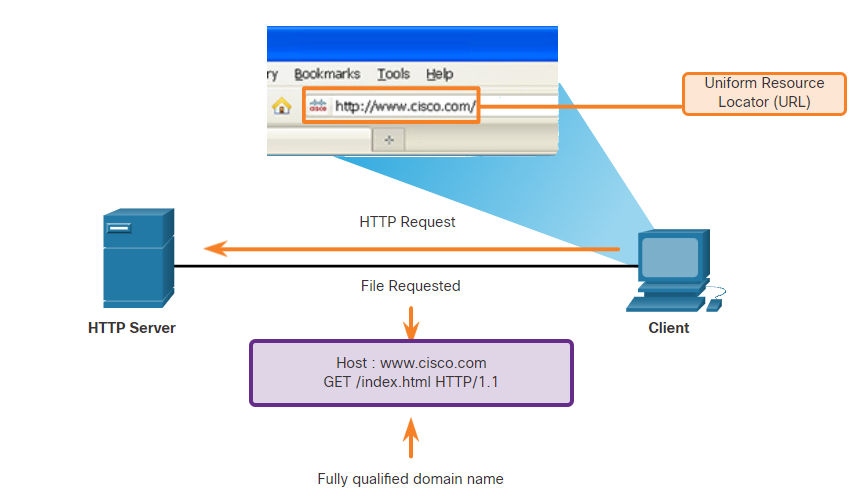 ry Bookmarks Tools Help
cisco http://www.cisco.com/
Uniform Resource
Locator (URL)
HTTP Request
File Requested
HTTP Server
Client
Host : www.cisco.com
GET /index.html HTTP/1.1
Fully qualified domain name